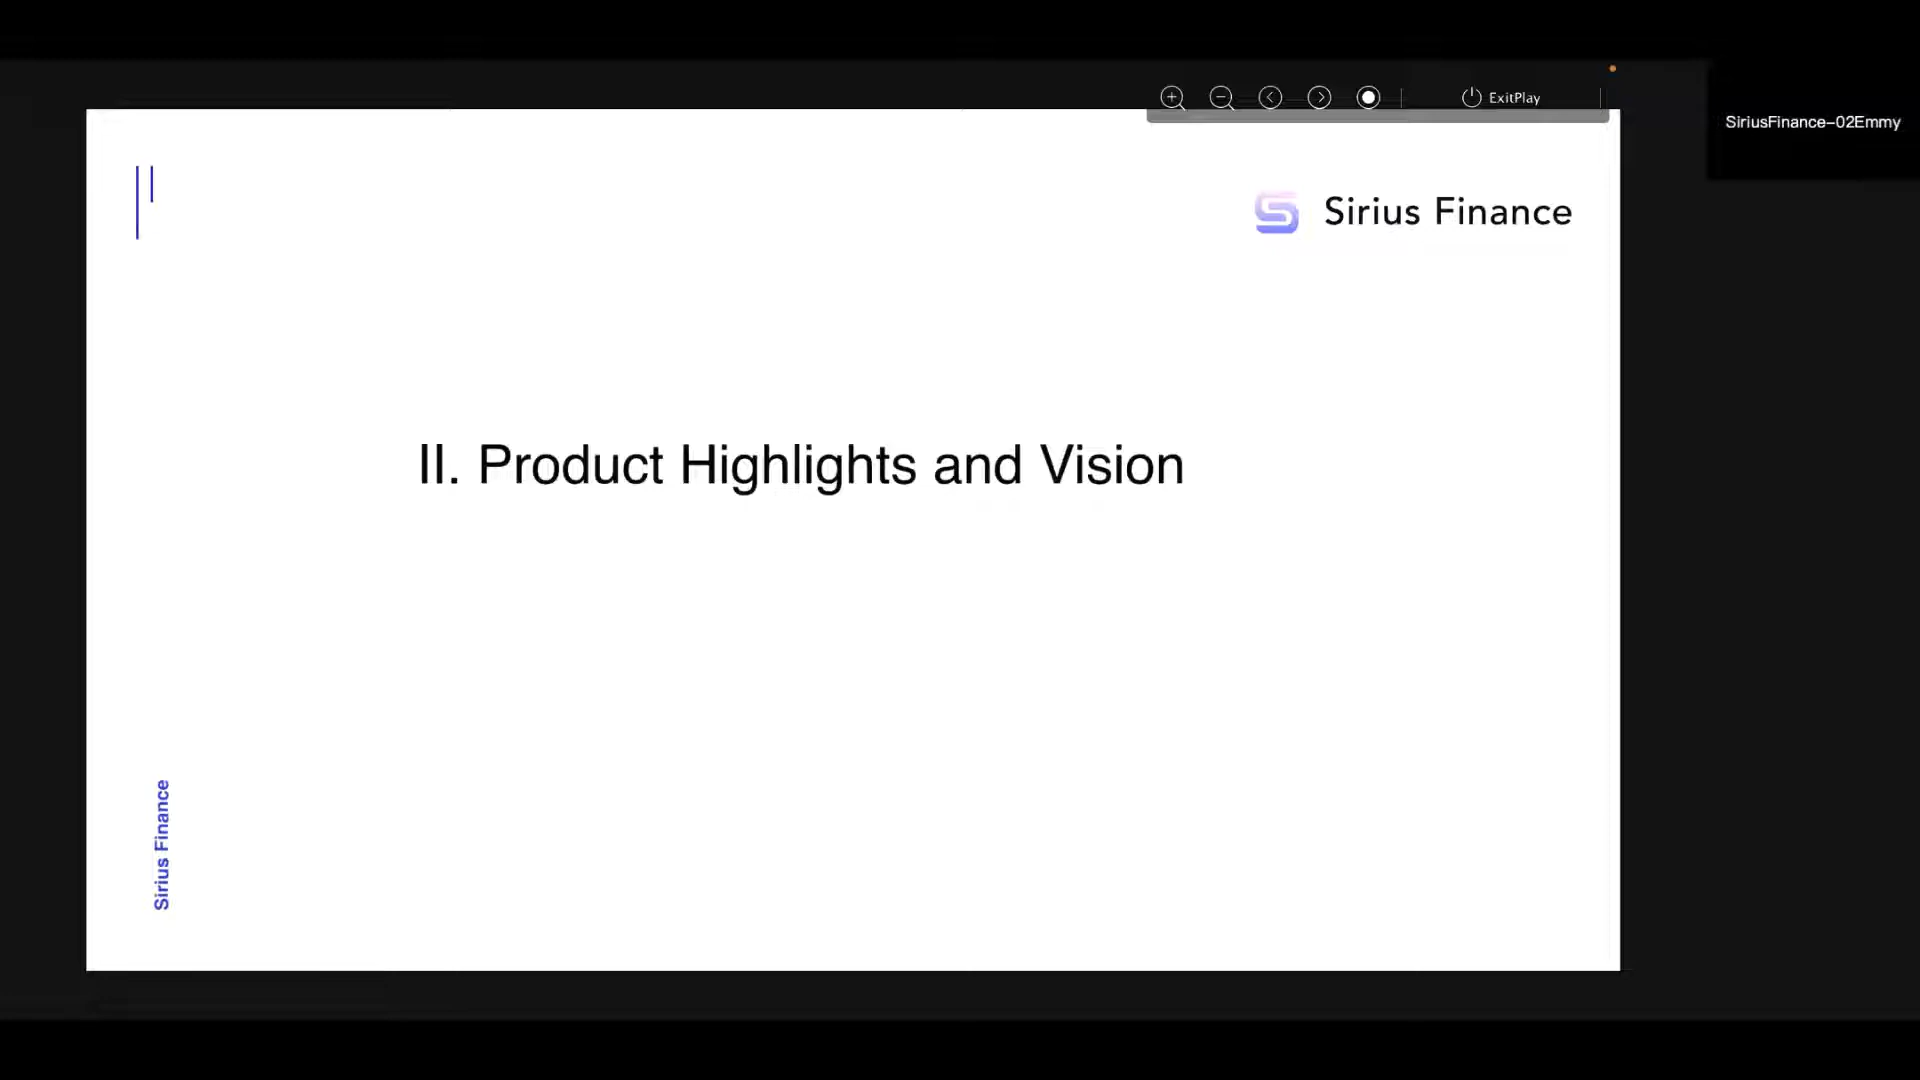 ExitPlay
SiriusFinance-02Emmy
Sirius Finance
II. Product Highlights and Vision
Sirius Finance